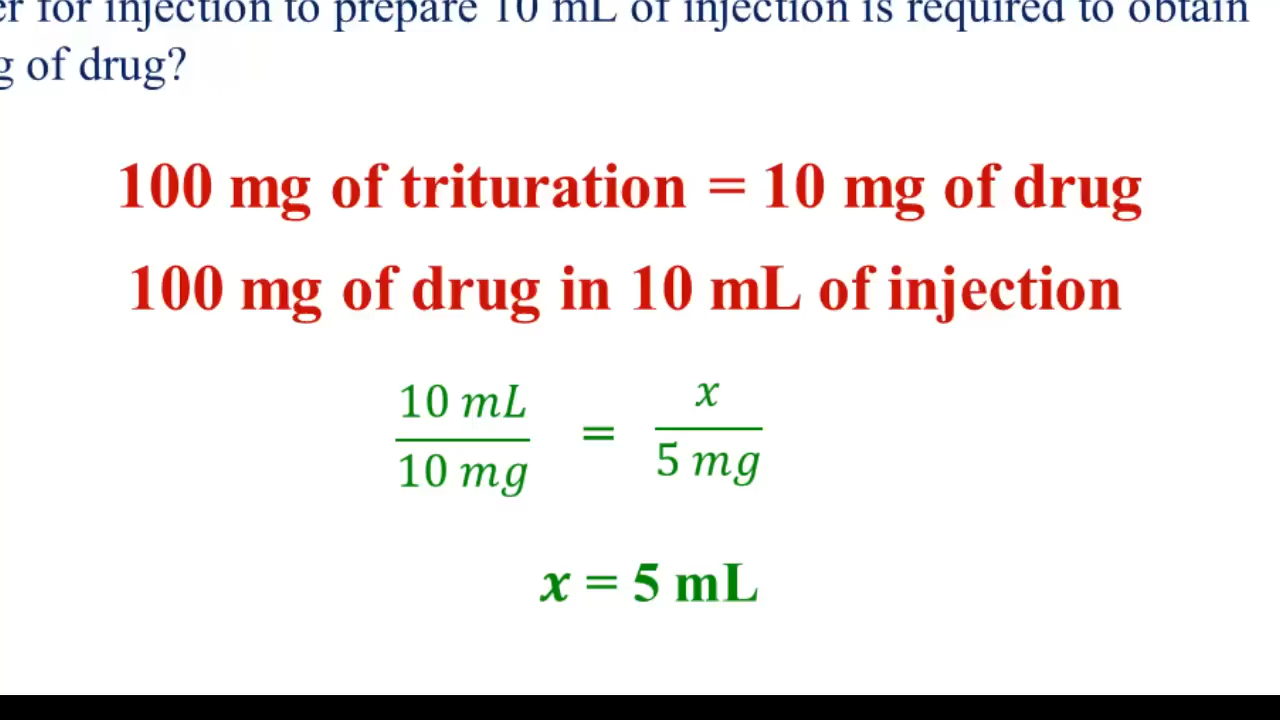 er for injection to prepare 10 mL of injection is required to obtain
g of drug?
100 mg of trituration = 10 mg of drug
100 mg of drug in 10 mL of injection
10 mL / 10 mg = x / 5 mg
x = 5 mL